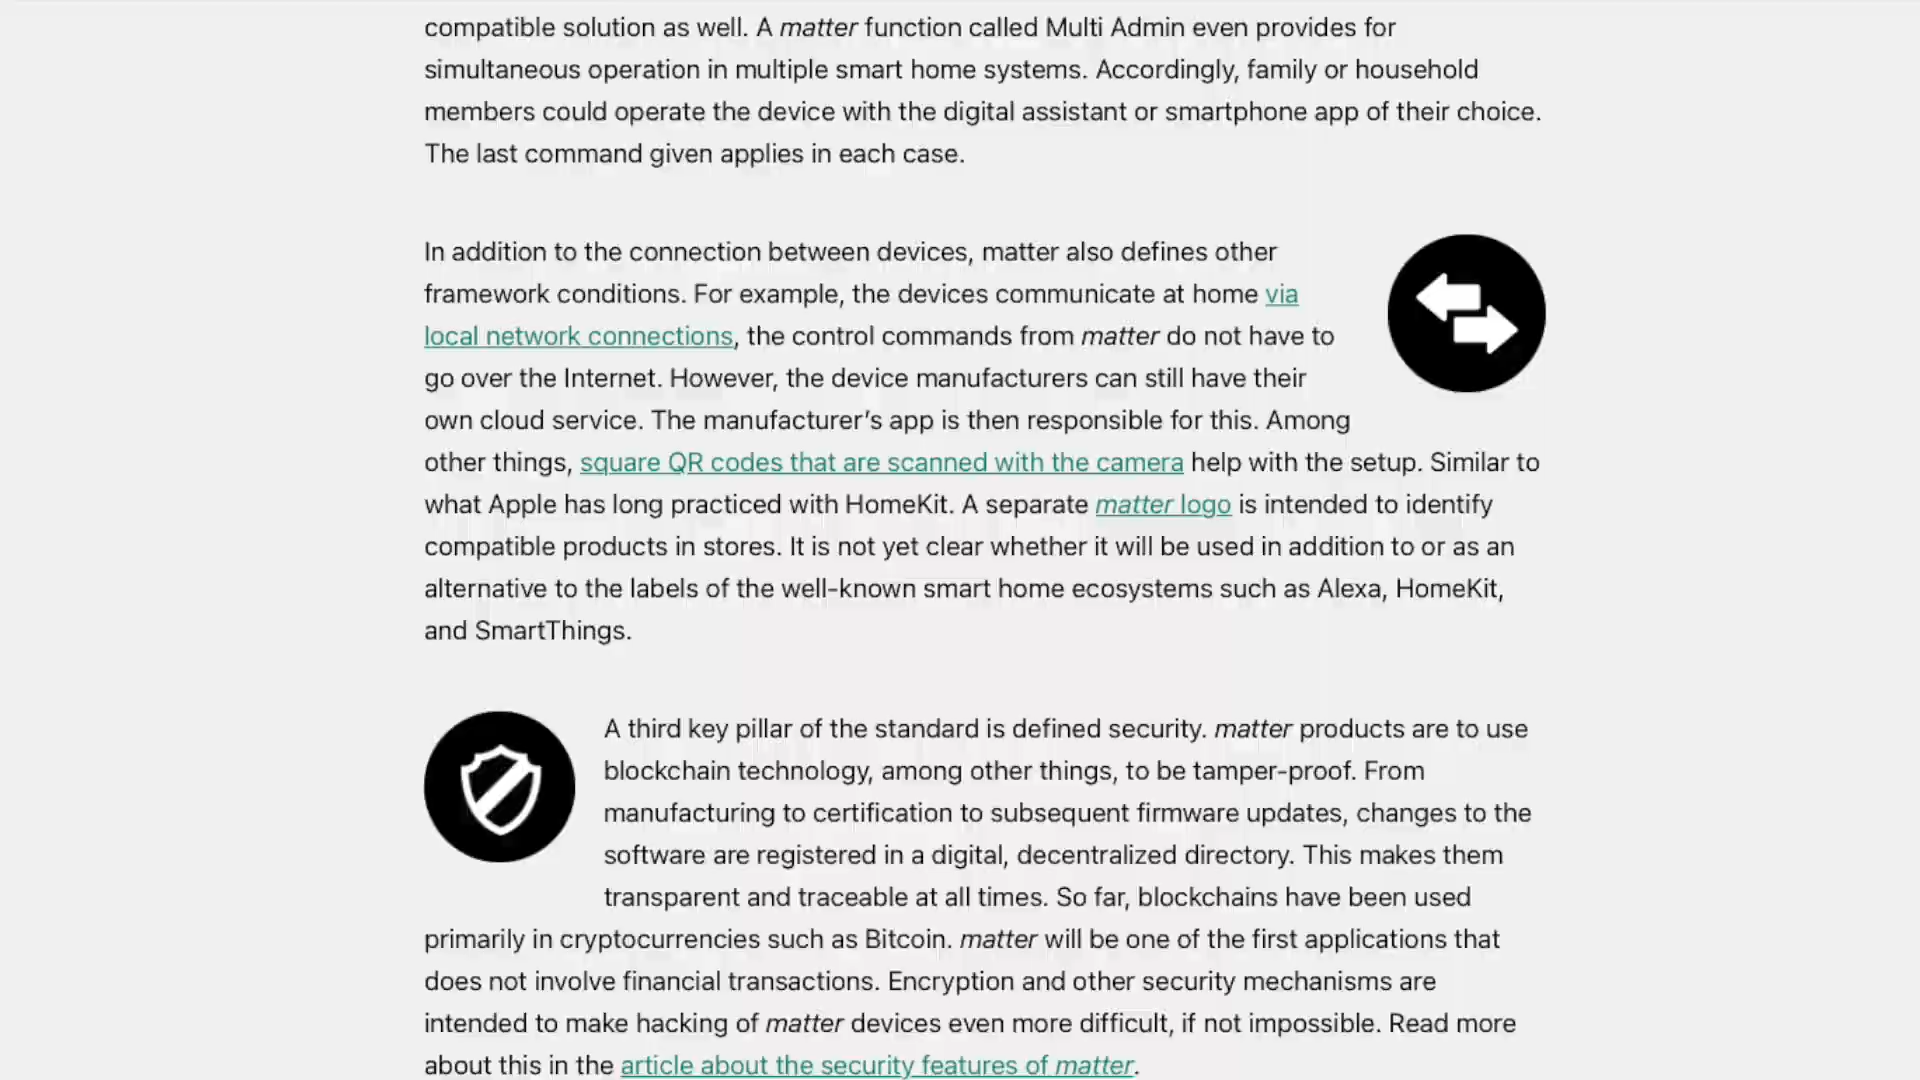 compatible solution as well. A matter function called Multi Admin even provides for
simultaneous operation in multiple smart home systems. Accordingly, family or household
members could operate the device with the digital assistant or smartphone app of their choice.
The last command given applies in each case.
In addition to the connection between devices, matter also defines other
framework conditions. For example, the devices communicate at home via
local network connections, the control commands from matter do not have to
go over the Internet. However, the device manufacturers can still have their
own cloud service. The manufacturer’s app is then responsible for this. Among
other things, square QR codes that are scanned with the camera help with the setup. Similar to
what Apple has long practiced with HomeKit. A separate matter logo is intended to identify
compatible products in stores. It is not yet clear whether it will be used in addition to or as an
alternative to the labels of the well-known smart home ecosystems such as Alexa, HomeKit,
and SmartThings.
A third key pillar of the standard is defined security. matter products are to use
blockchain technology, among other things, to be tamper-proof. From
manufacturing to certification to subsequent firmware updates, changes to the
software are registered in a digital, decentralized directory. This makes them
transparent and traceable at all times. So far, blockchains have been used
primarily in cryptocurrencies such as Bitcoin. matter will be one of the first applications that
does not involve financial transactions. Encryption and other security mechanisms are
intended to make hacking of matter devices even more difficult, if not impossible. Read more
about this in the article about the security features of matter.